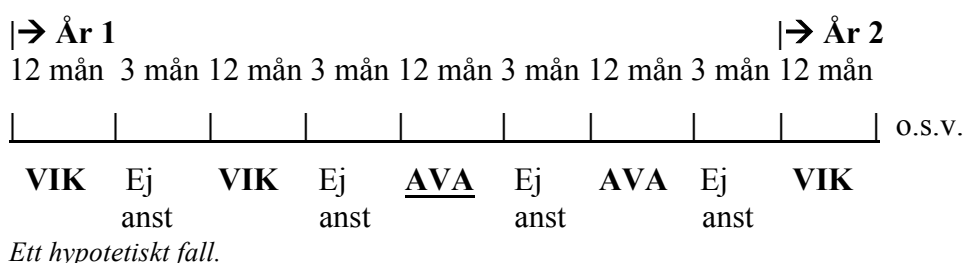 |→ År 1 |→ År 2
12 mån 3 mån 12 mån 3 mån 12 mån 3 mån 12 mån 3 mån 12 mån
o.s.v.
VIK Ej VIK Ej AVA Ej AVA Ej VIK
anst anst anst anst
Ett hypotetiskt fall.